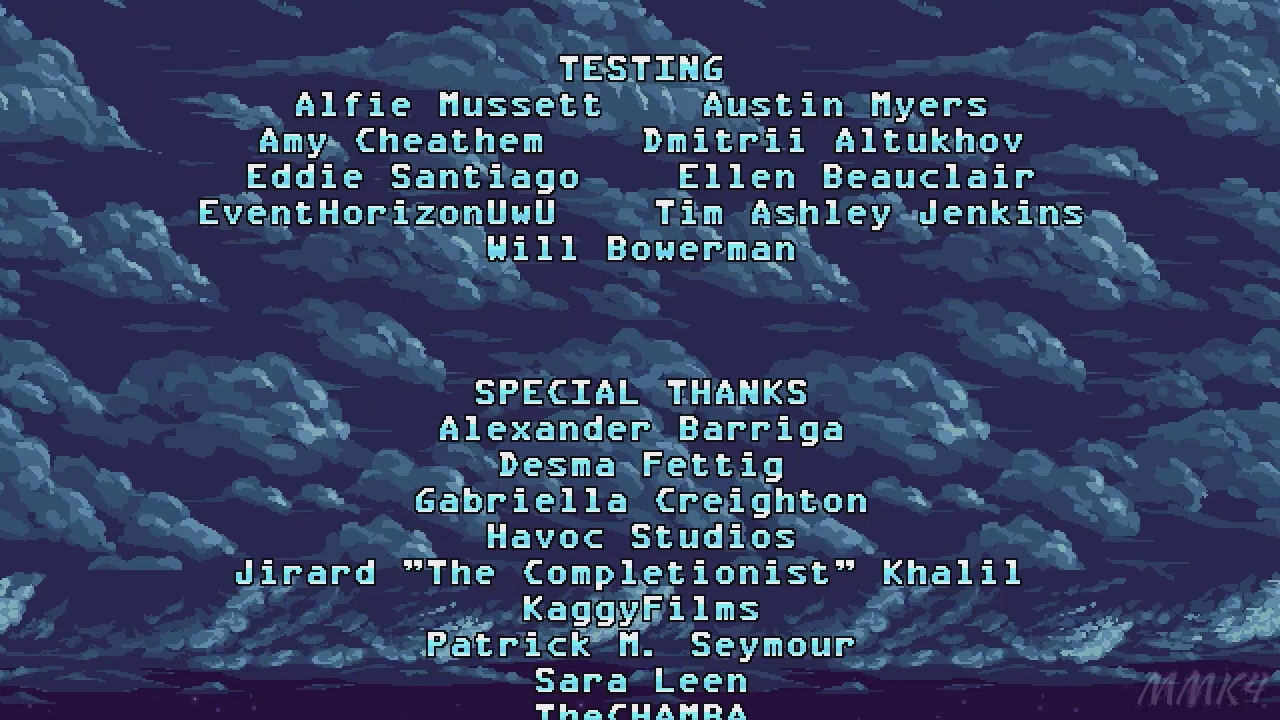 TESTING
Alfie Mussett Austin Myers
Amy Cheathem Dmitrii Altukhov
Eddie Santiago Ellen Beauclair
EventHorizonUwU Tim Ashley Jenkins
Will Bowerman
SPECIAL THANKS
Alexander Barriga
Desma Fettig
Gabriella Creighton
Havoc Studios
Jirard "The Completionist" Khalil
KaggyFilms
Patrick M. Seymour
Sara Leen
TheCHAMBA
MMK4